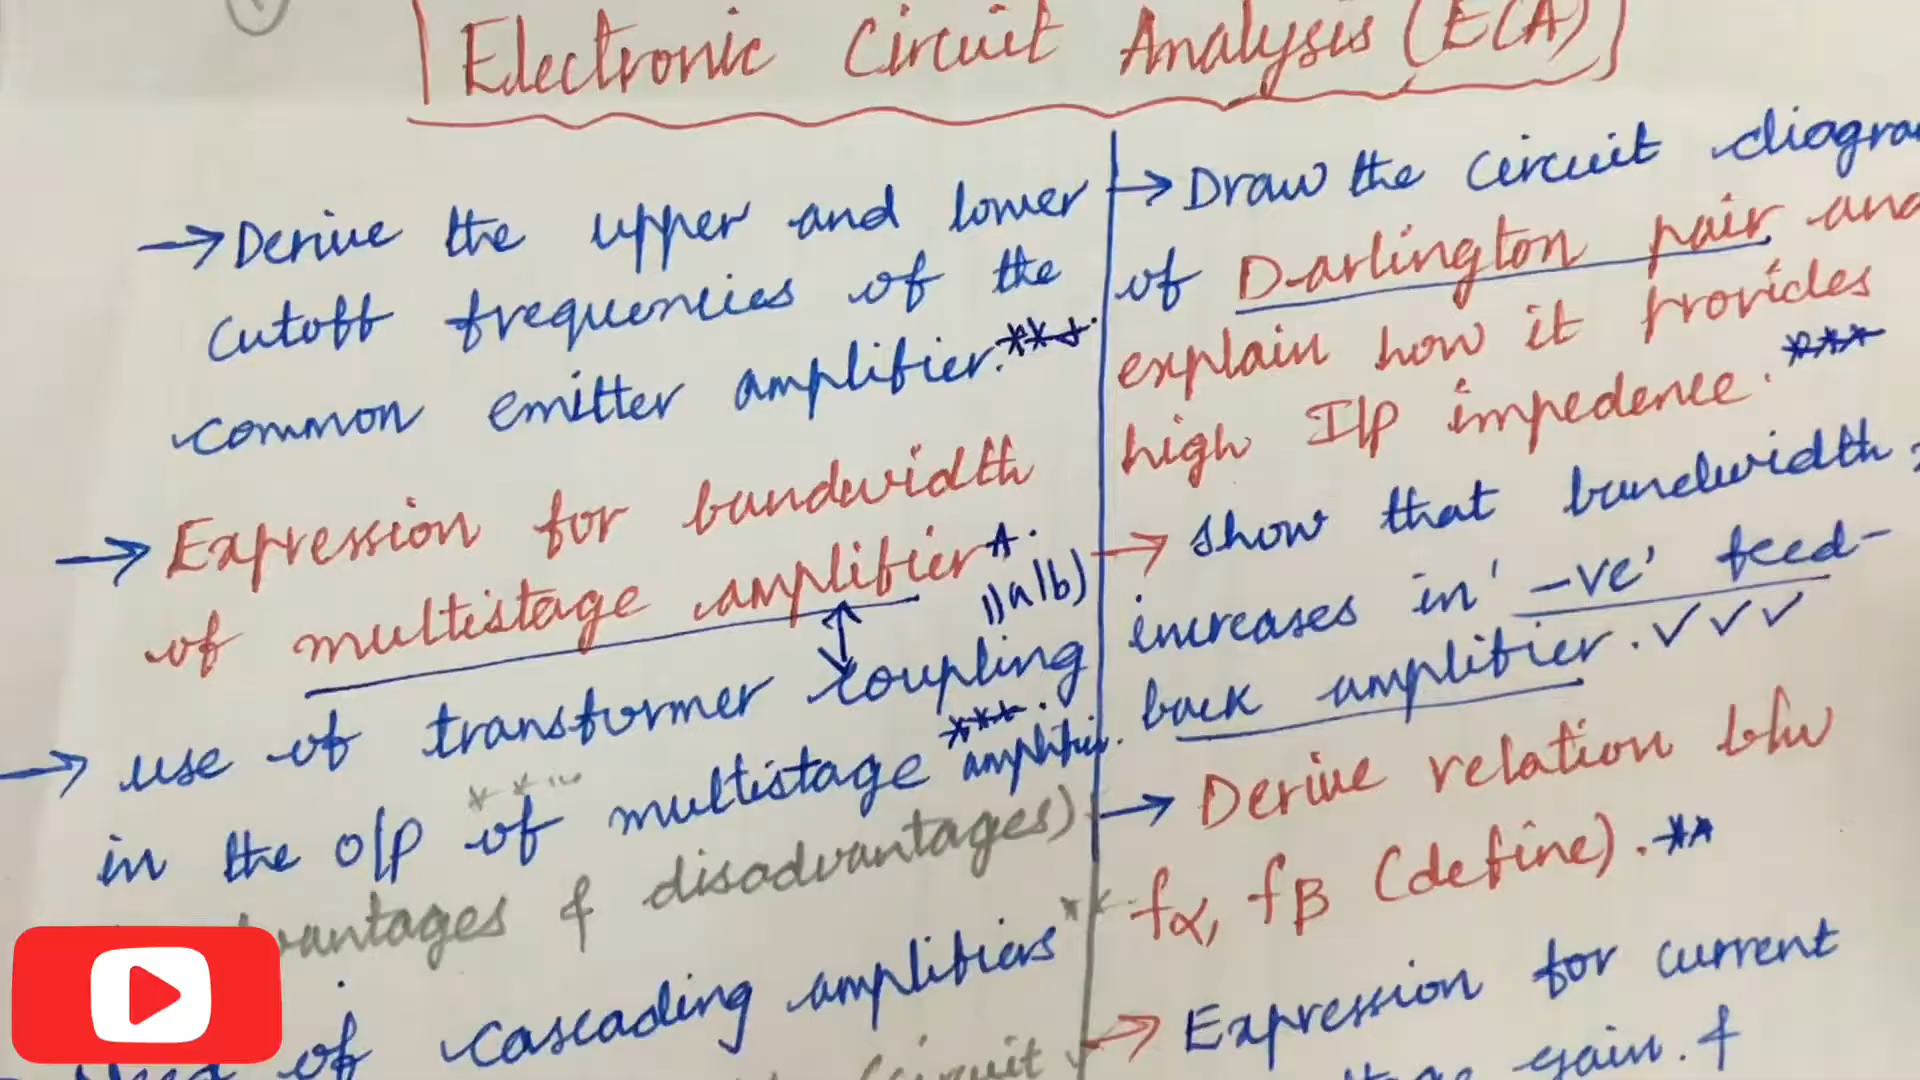 Electronic Circuit Analysis (ECA)
→ Derive the upper and lower
cutoff frequencies of the
common emitter amplifier. ***.
→ Expression for bandwidth
of multistage amplifier *.
11)a(b)
→ use of transformer coupling
in the o/p of multistage amplifier. ***.
advantages & disadvantages)
Need of cascading amplifiers
(circuit
→ Draw the circuit diagra
of Darlington pair and
explain how it provides
high I/p impedence. ***
→ show that bandwidth
increases in '-ve' feed-
back amplifier. ✓✓✓
→ Derive relation b/w
fα, fβ (define). **
→ Expression for current
gain. &